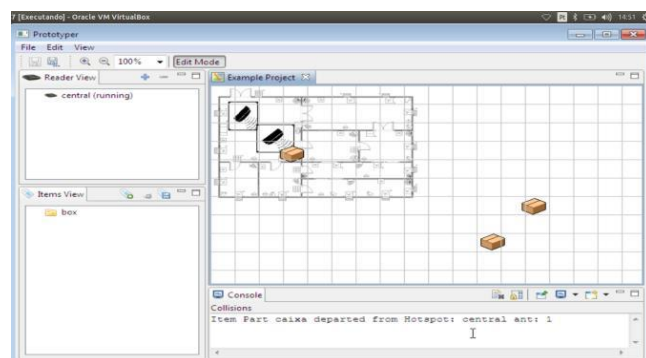 7 [Executando] - Oracle VM VirtualBox
Pt
14:51
Prototyper
File Edit View
100%
Edit Mode
Reader View
Example Project
central (running)
Items View
box
Console
Collisions
Item Part caixa departed from Hotspot: central ant: 1